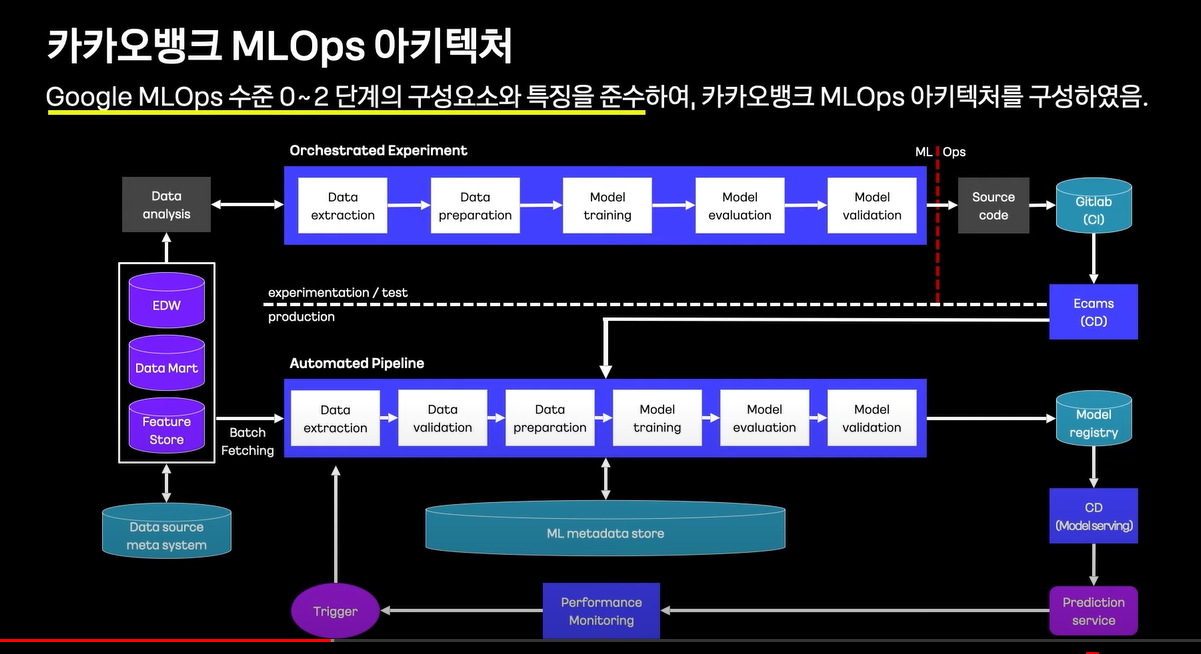 카카오뱅크 MLOps 아키텍처
Google MLOps 수준 0~2 단계의 구성요소와 특징을 준수하여, 카카오뱅크 MLOps 아키텍처를 구성하였음.
Orchestrated Experiment
ML
Ops
Data
analysis
Data
extraction
Data
preparation
Model
training
Model
evaluation
Model
validation
Source
code
Gitlab
(CI)
EDW
Data Mart
Feature
Store
experimentation / test
production
Ecams
(CD)
Automated Pipeline
Batch
Fetching
Data
extraction
Data
validation
Data
preparation
Model
training
Model
evaluation
Model
validation
Model
registry
Data source
meta system
ML metadata store
CD
(Model serving)
Trigger
Performance
Monitoring
Prediction
service